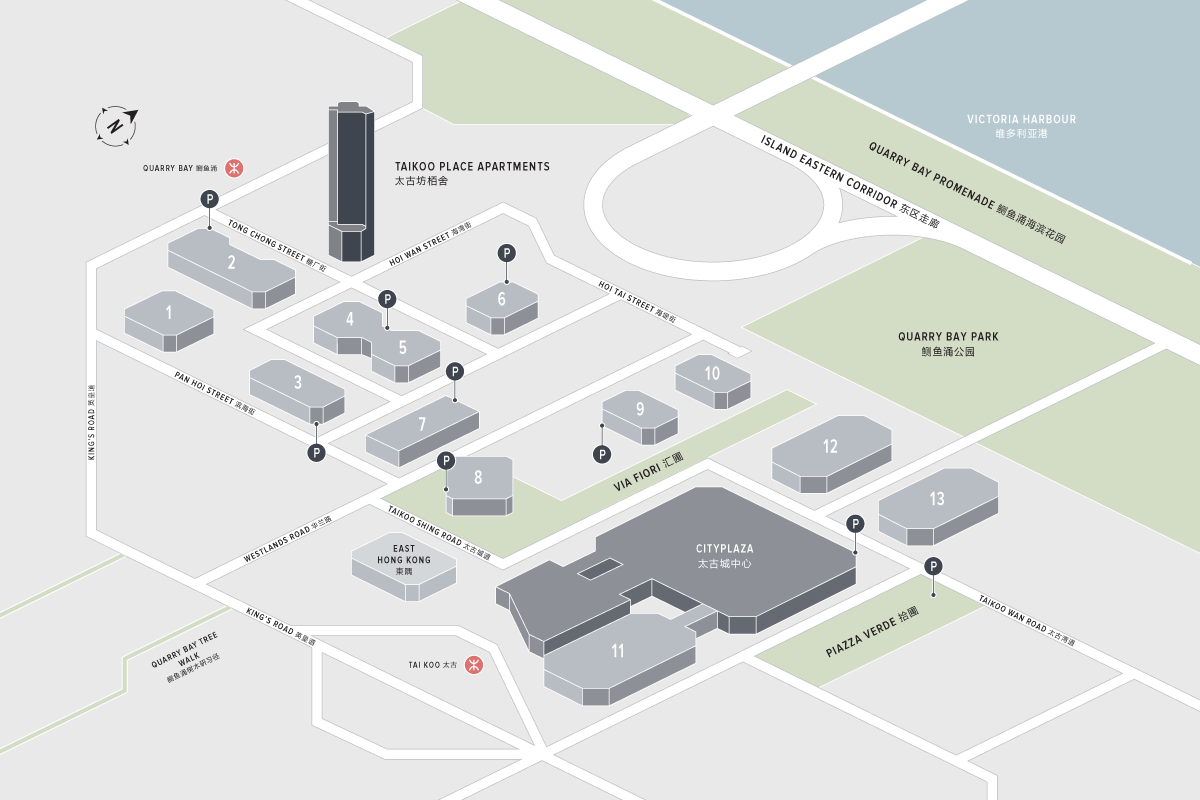 VICTORIA HARBOUR
维多利亚港
N
QUARRY BAY 鲗鱼涌
TAIKOO PLACE APARTMENTS
太古坊栢舍
ISLAND EASTERN CORRIDOR 东区走廊
QUARRY BAY PROMENADE 鲗鱼涌海滨花园
P
TONG CHONG STREET 糖厂街
HOI WAN STREET 海湾街
2
P
6
HOI TAI STREET 海堤街
P
1
4
5
QUARRY BAY PARK
鲗鱼涌公园
PAN HOI STREET 滨海街
3
P
10
7
9
KING'S ROAD 英皇道
P
P
P
8
VIA FIORI 汇圃
12
13
TAIKOO SHING ROAD 太古城道
WESTLANDS ROAD 华兰路
P
EAST
HONG KONG
東隅
CITYPLAZA
太古城中心
P
KING'S ROAD 英皇道
PIAZZA VERDE 拾圃
TAIKOO WAN ROAD 太古湾道
QUARRY BAY TREE
WALK
鲗鱼涌树木研习径
11
TAI KOO 太古